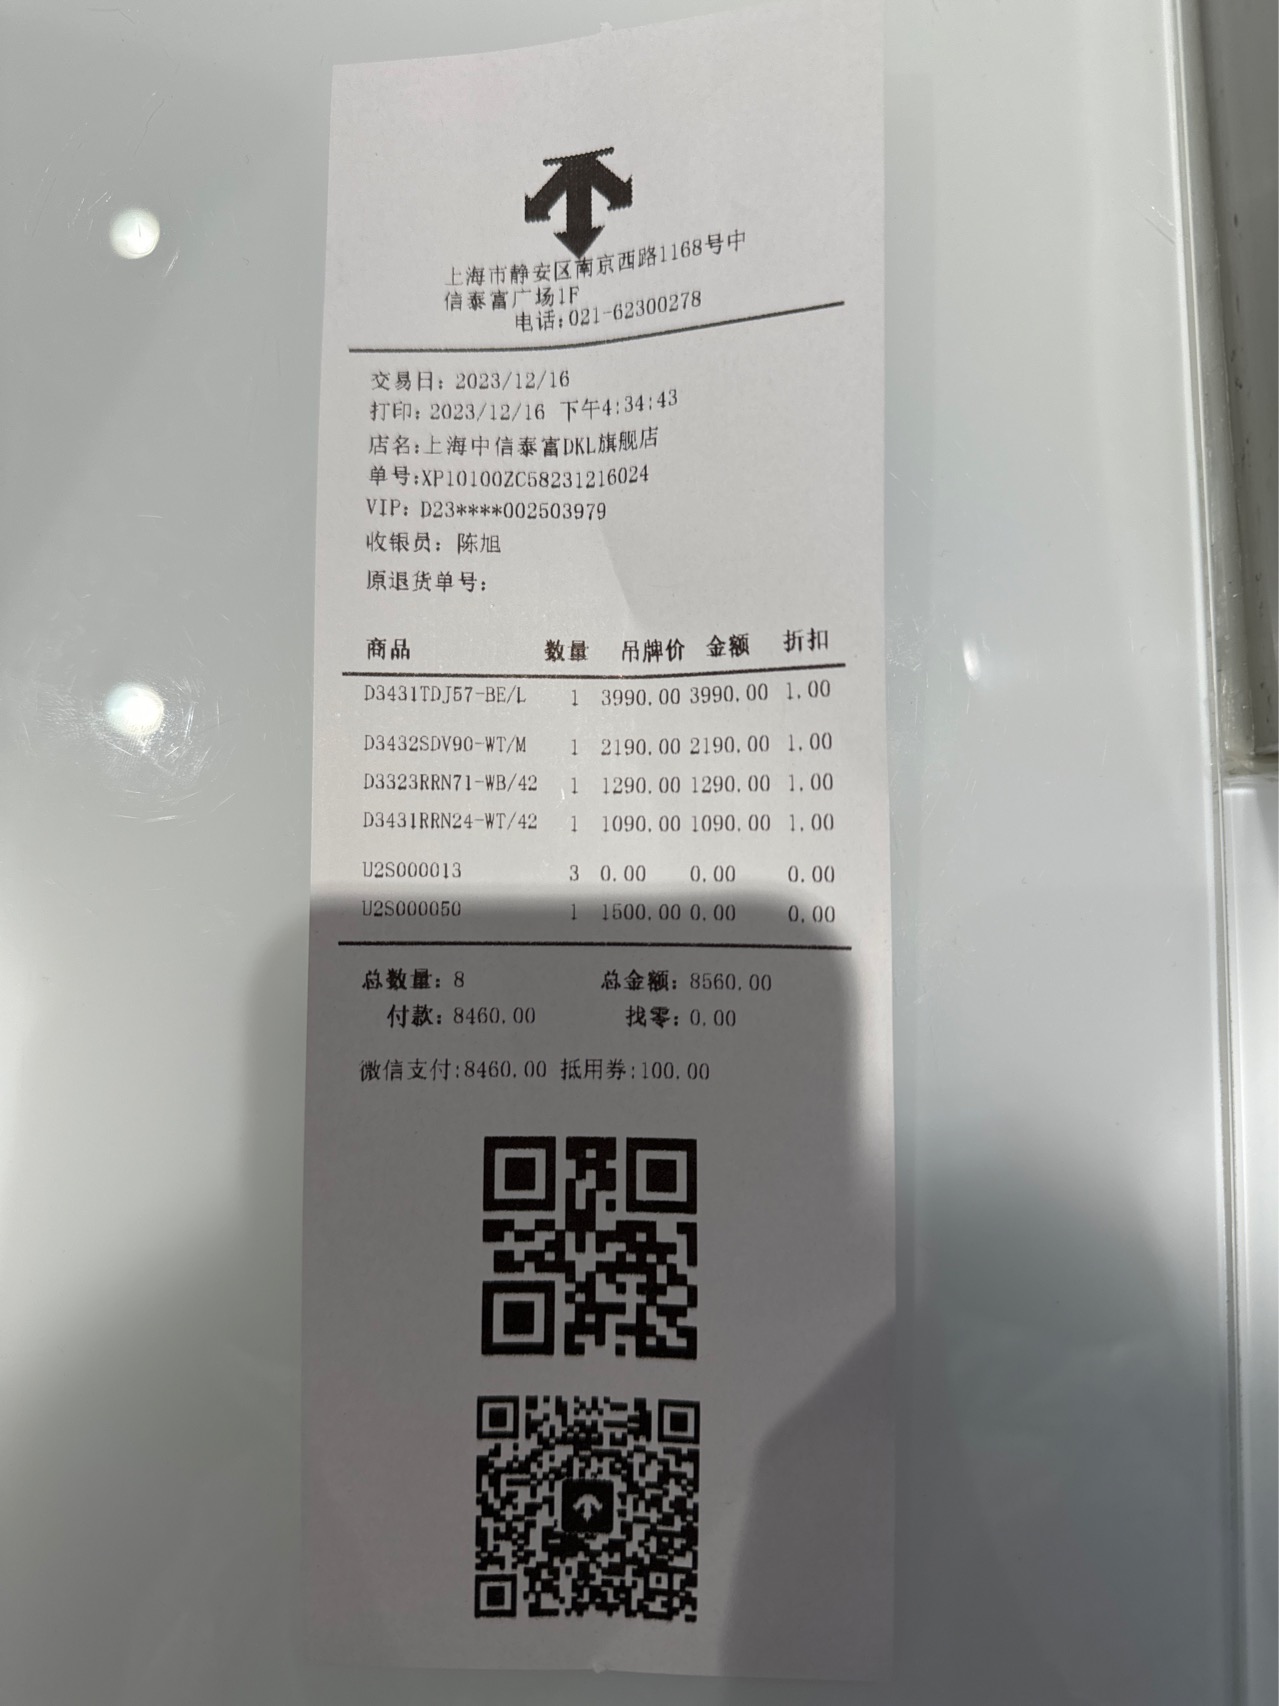 上海市静安区南京西路1168号中
信泰富广场1F
电话:021-62300278
交易日: 2023/12/16
打印: 2023/12/16 下午4:34:43
店名:上海中信泰富DKL旗舰店
单号:XP10100ZC58231216024
VIP: D23****002503979
收银员: 陈旭
原退货单号:
商品 数量 吊牌价 金额 折扣
D3431TDJ57-BE/L 1 3990.00 3990.00 1.00
D3432SDV90-WT/M 1 2190.00 2190.00 1.00
D3323RRN71-WB/42 1 1290.00 1290.00 1.00
D3431RRN24-WT/42 1 1090.00 1090.00 1.00
U2S000013 3 0.00 0.00 0.00
U2S000050 1 1500.00 0.00 0.00
总数量: 8 总金额: 8560.00
付款: 8460.00 找零: 0.00
微信支付:8460.00 抵用券:100.00